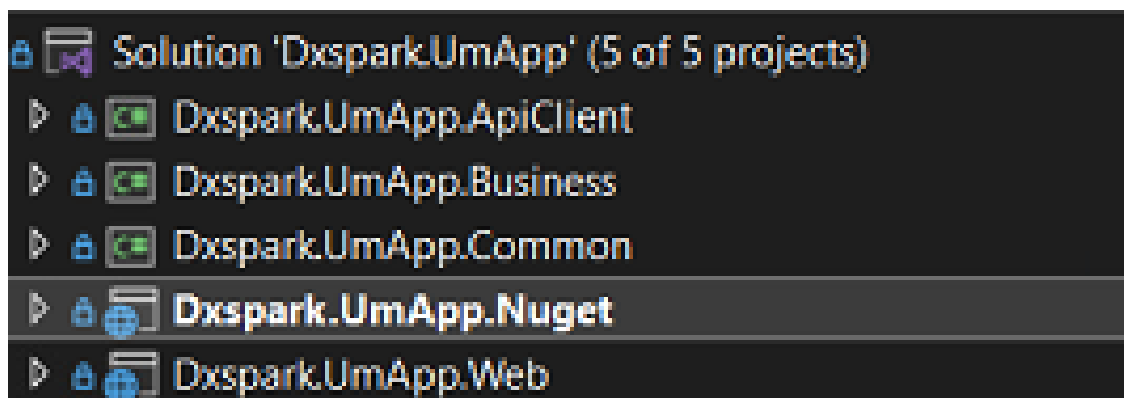 Solution 'Dxspark.UmApp' (5 of 5 projects)
C# Dxspark.UmApp.ApiClient
C# Dxspark.UmApp.Business
C# Dxspark.UmApp.Common
Dxspark.UmApp.Nuget
Dxspark.UmApp.Web